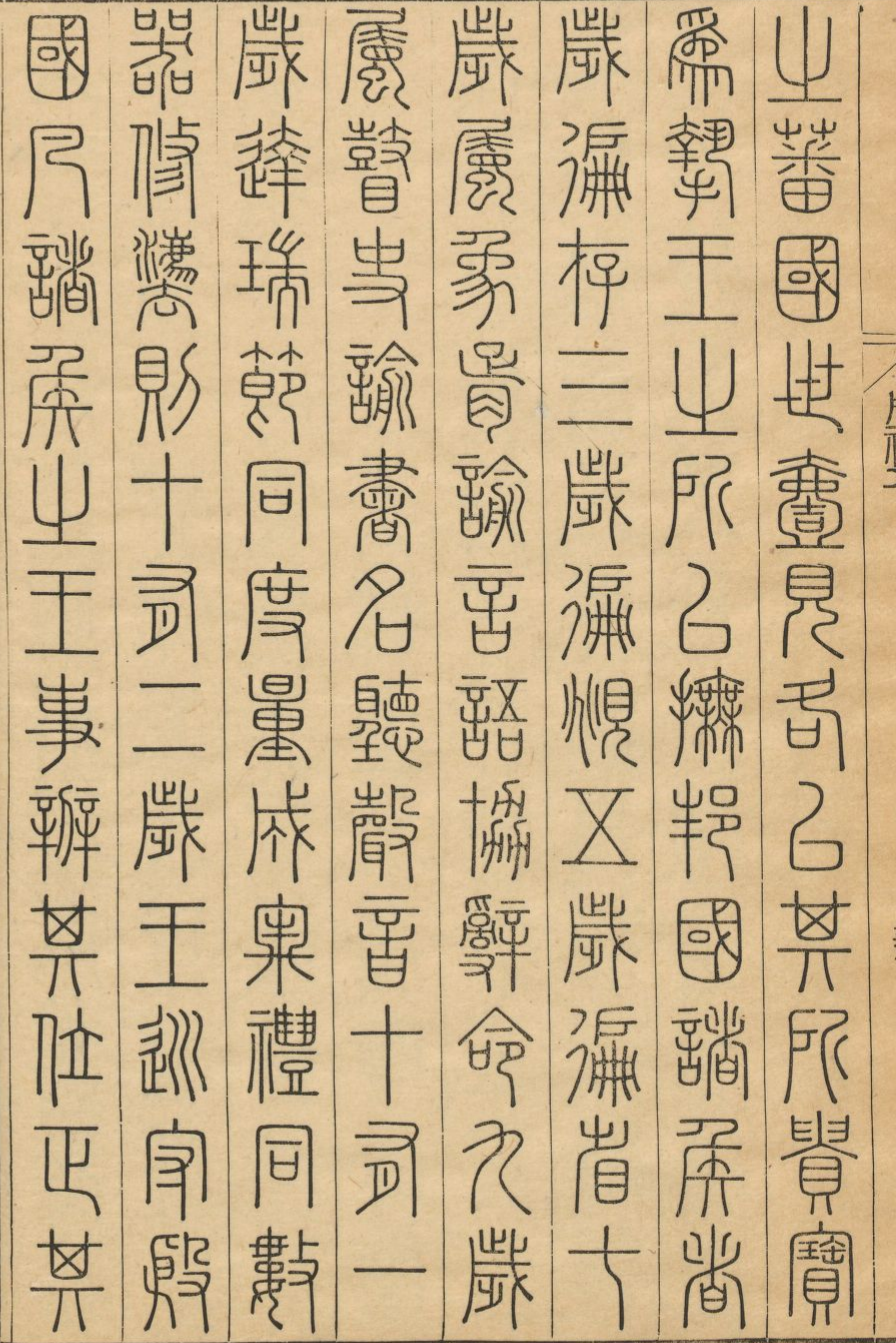 之蕃國世壹見各以其所貴寶
爲摯王之所以撫邦國諸侯者
歲徧存三歲徧覜五歲徧省七
歲屬象胥諭言語協辭命九歲
屬瞽史諭書名聽聲音十有一
歲達瑞節同度量成牢禮同數
器修灋則十有二歲王巡守殷
國凡諸侯之王事辨其位正其